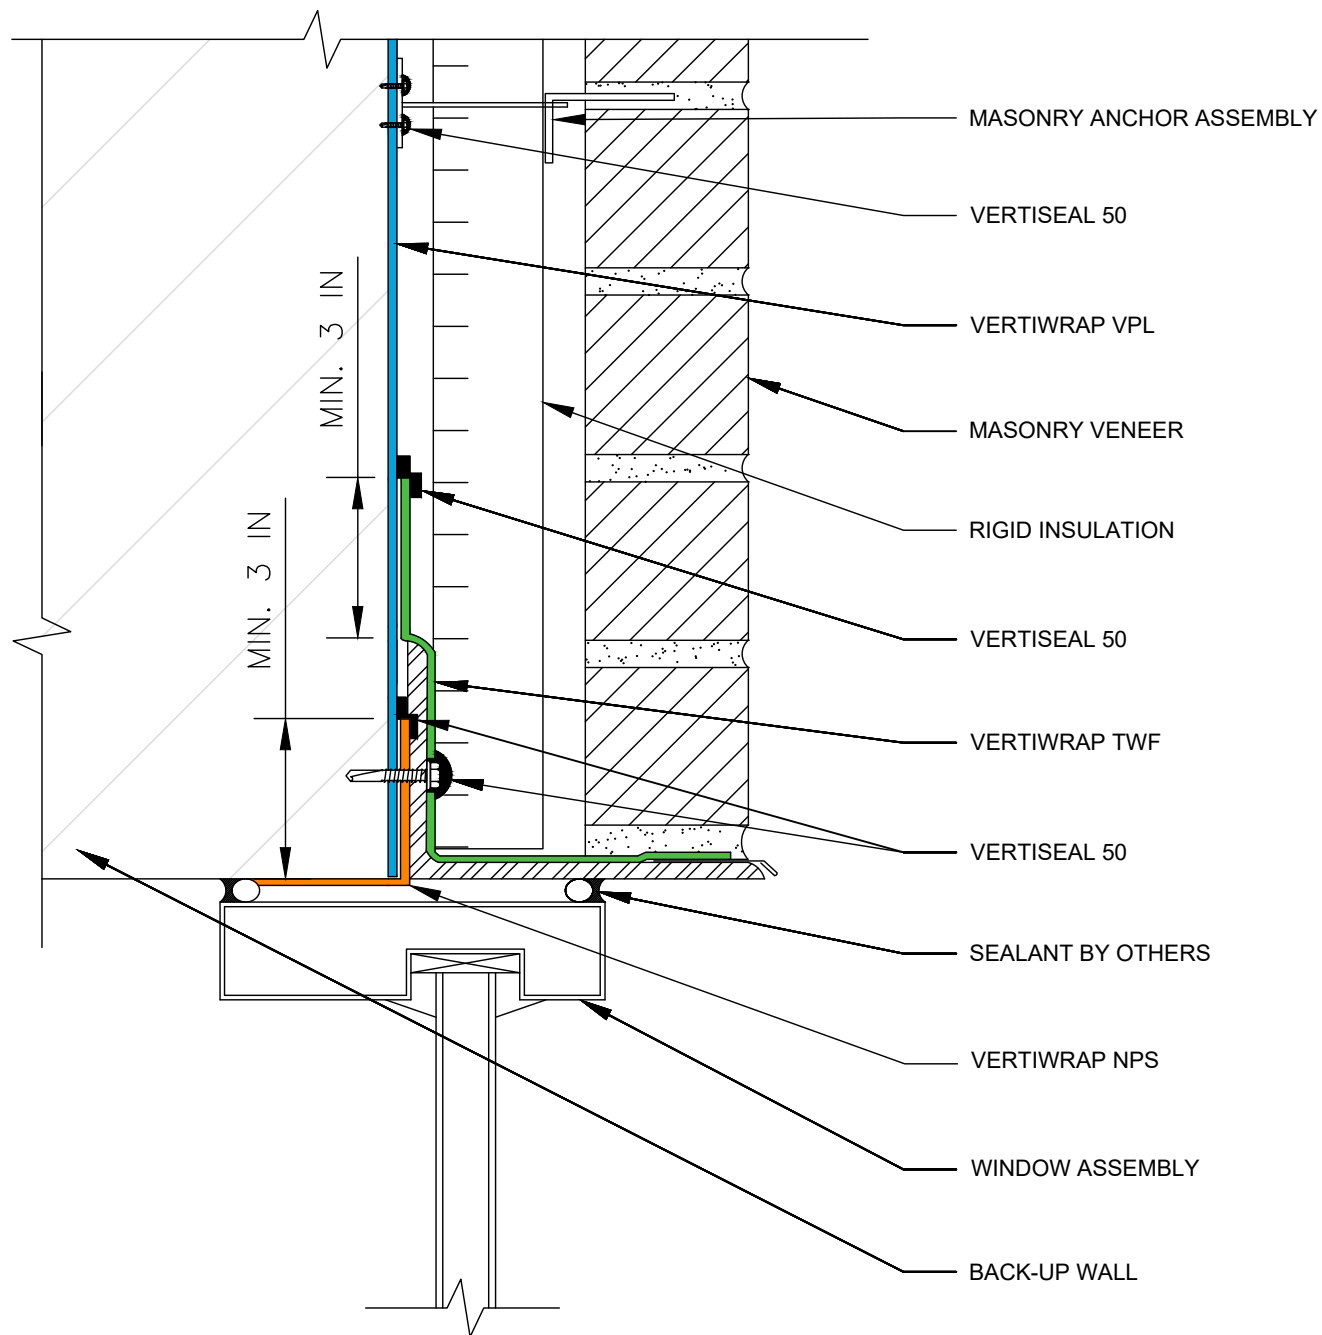 MASONRY ANCHOR ASSEMBLY
VERTISEAL 50
VERTIWRAP VPL
MIN. 3 IN
MASONRY VENEER
RIGID INSULATION
MIN. 3 IN
VERTISEAL 50
VERTIWRAP TWF
VERTISEAL 50
SEALANT BY OTHERS
VERTIWRAP NPS
WINDOW ASSEMBLY
BACK-UP WALL